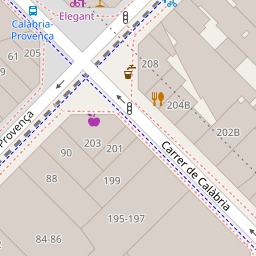 Elegant
Calàbria-
Provença
205
61
208
204B
202B
Provença
203
201
90
88
199
Carrer de Calàbria
195-197
84-86